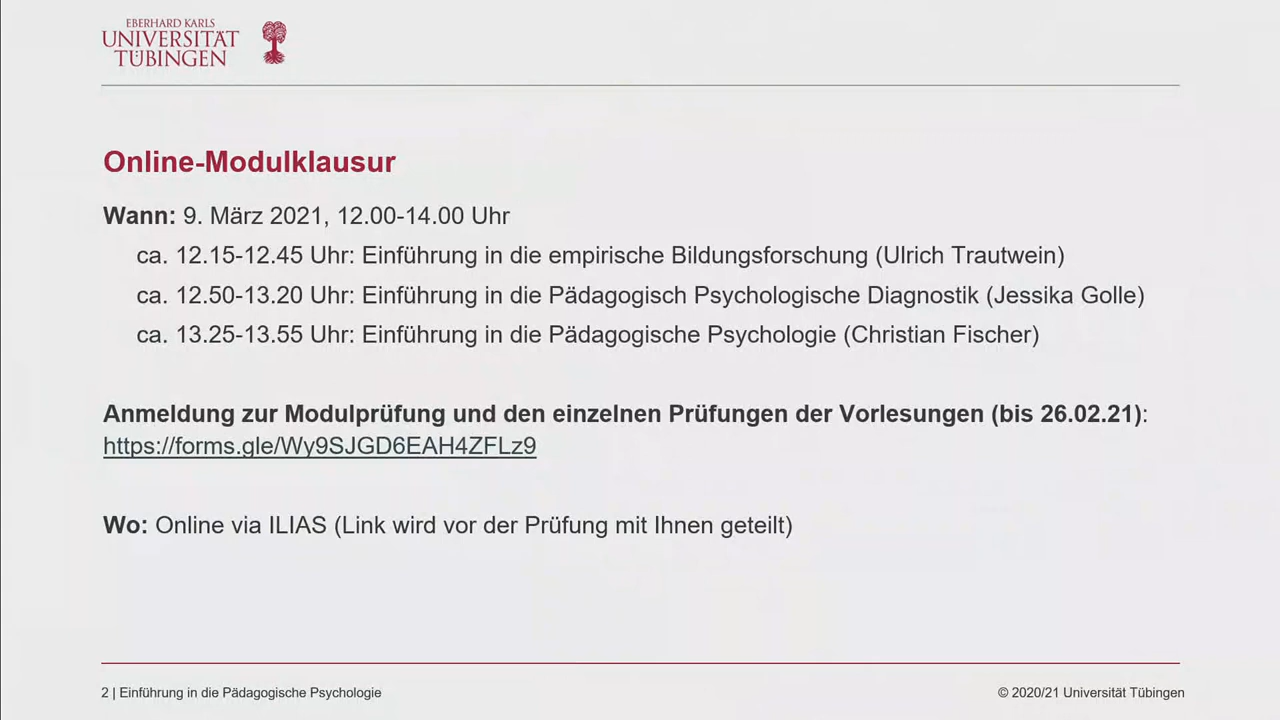 EBERHARD KARLS
UNIVERSITÄT
TÜBINGEN
Online-Modulklausur
Wann: 9. März 2021, 12.00-14.00 Uhr
ca. 12.15-12.45 Uhr: Einführung in die empirische Bildungsforschung (Ulrich Trautwein)
ca. 12.50-13.20 Uhr: Einführung in die Pädagogisch Psychologische Diagnostik (Jessika Golle)
ca. 13.25-13.55 Uhr: Einführung in die Pädagogische Psychologie (Christian Fischer)
Anmeldung zur Modulprüfung und den einzelnen Prüfungen der Vorlesungen (bis 26.02.21):
https://forms.gle/Wy9SJGD6EAH4ZFLz9
Wo: Online via ILIAS (Link wird vor der Prüfung mit Ihnen geteilt)
2 | Einführung in die Pädagogische Psychologie
© 2020/21 Universität Tübingen